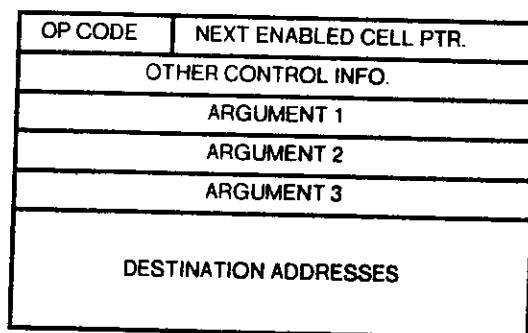 OP CODE NEXT ENABLED CELL PTR.
OTHER CONTROL INFO.
ARGUMENT 1
ARGUMENT 2
ARGUMENT 3
DESTINATION ADDRESSES